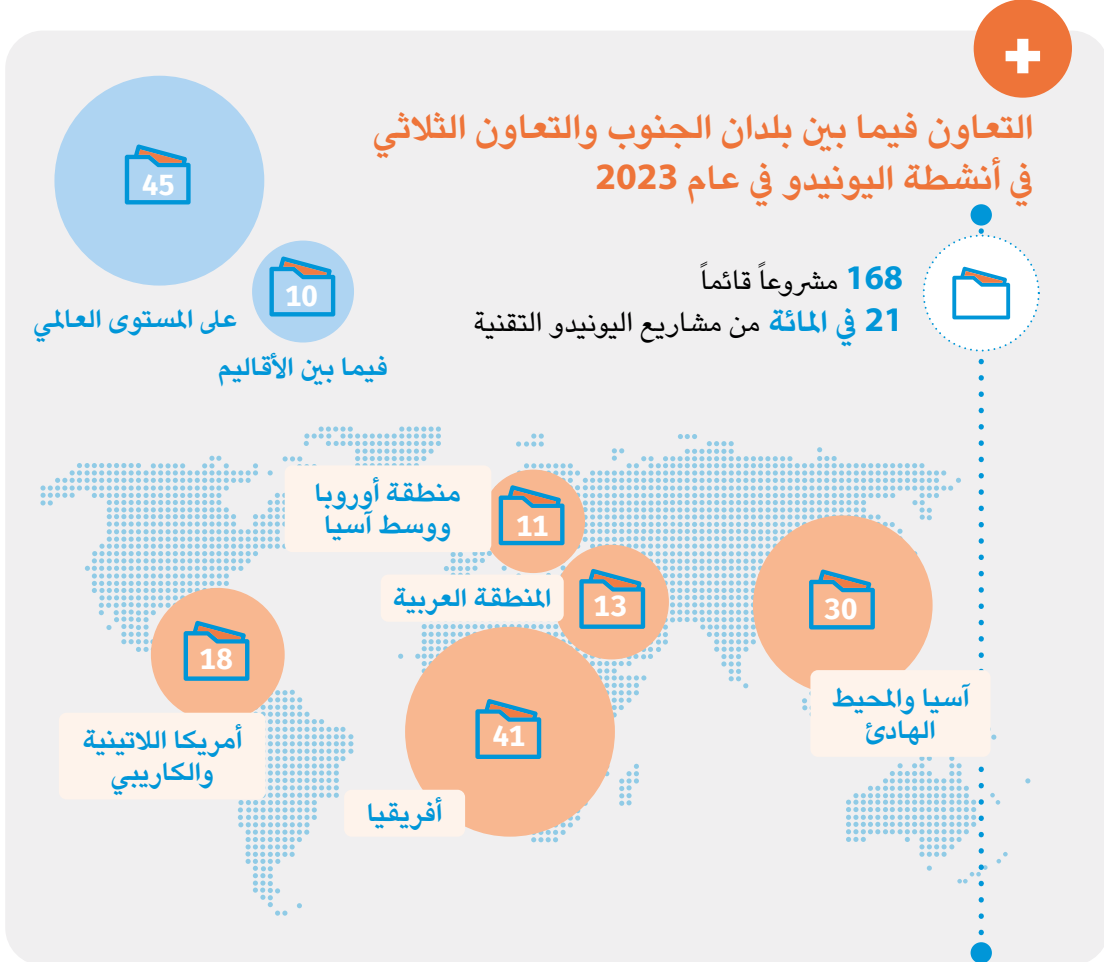 التعاون فيما بين بلدان الجنوب والتعاون الثلاثي
في أنشطة اليونيدو في عام 2023
168 مشروعاً قائماً
21 في المائة من مشاريع اليونيدو التقنية
45
على المستوى العالمي
10
فيما بين الأقاليم
منطقة أوروبا
ووسط آسيا
11
المنطقة العربية
13
30
آسيا والمحيط
الهادئ
18
أمريكا اللاتينية
والكاريبي
41
أفريقيا